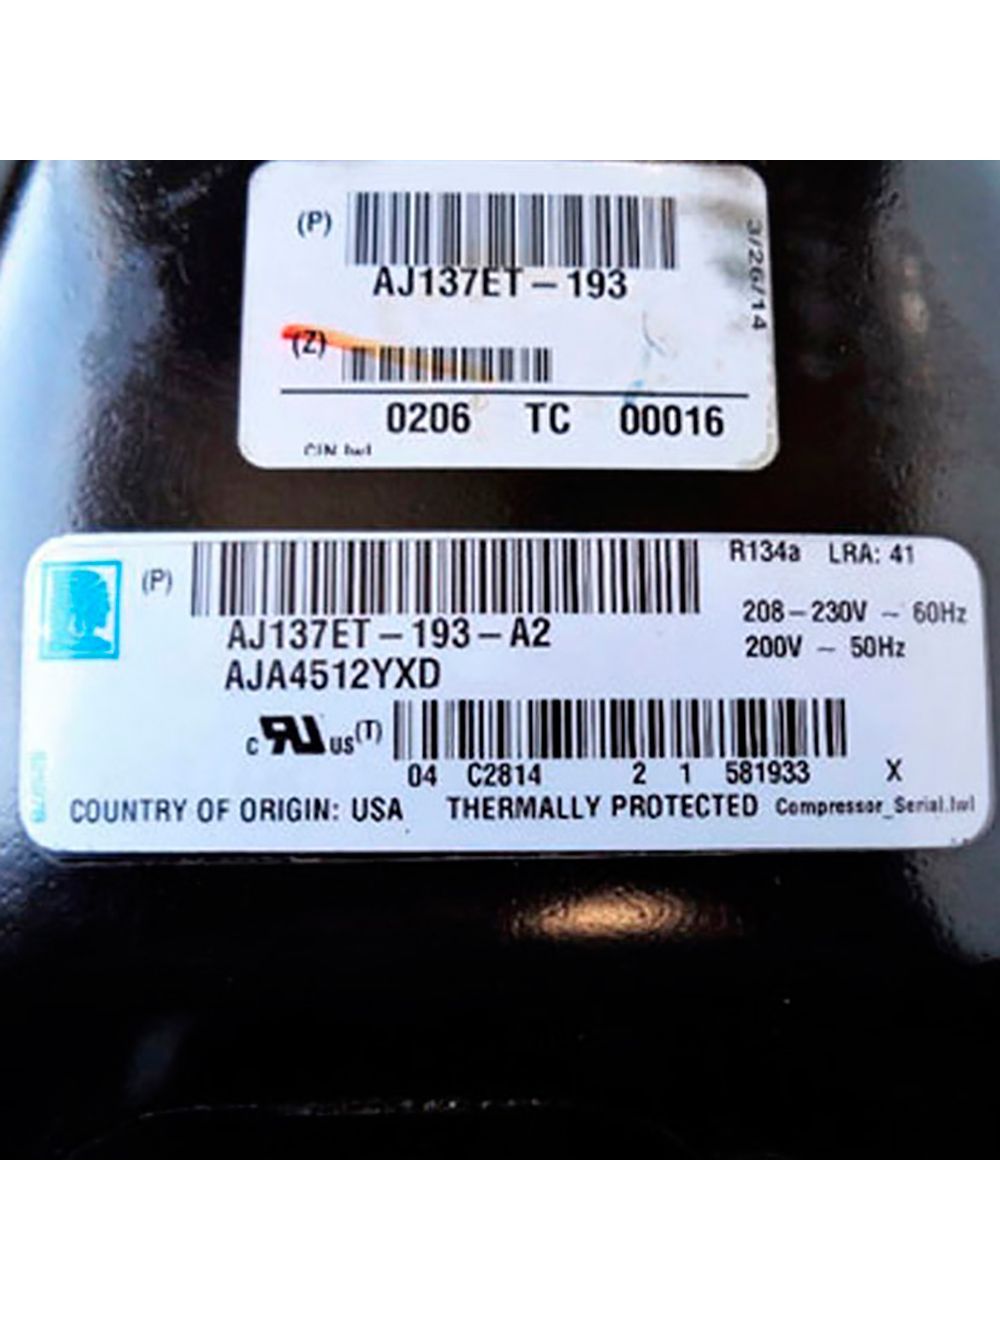 (P)
AJ137ET-193
3/26/14
(Z)
0206 TC 00016
(P)
R134a LRA: 41
AJ137ET-193-A2
208-230V ~ 60Hz
AJA4512YXD
200V ~ 50Hz
c RU us (T)
04 C2814 2 1 581933 X
COUNTRY OF ORIGIN: USA THERMALLY PROTECTED Compressor_Serial.lwl